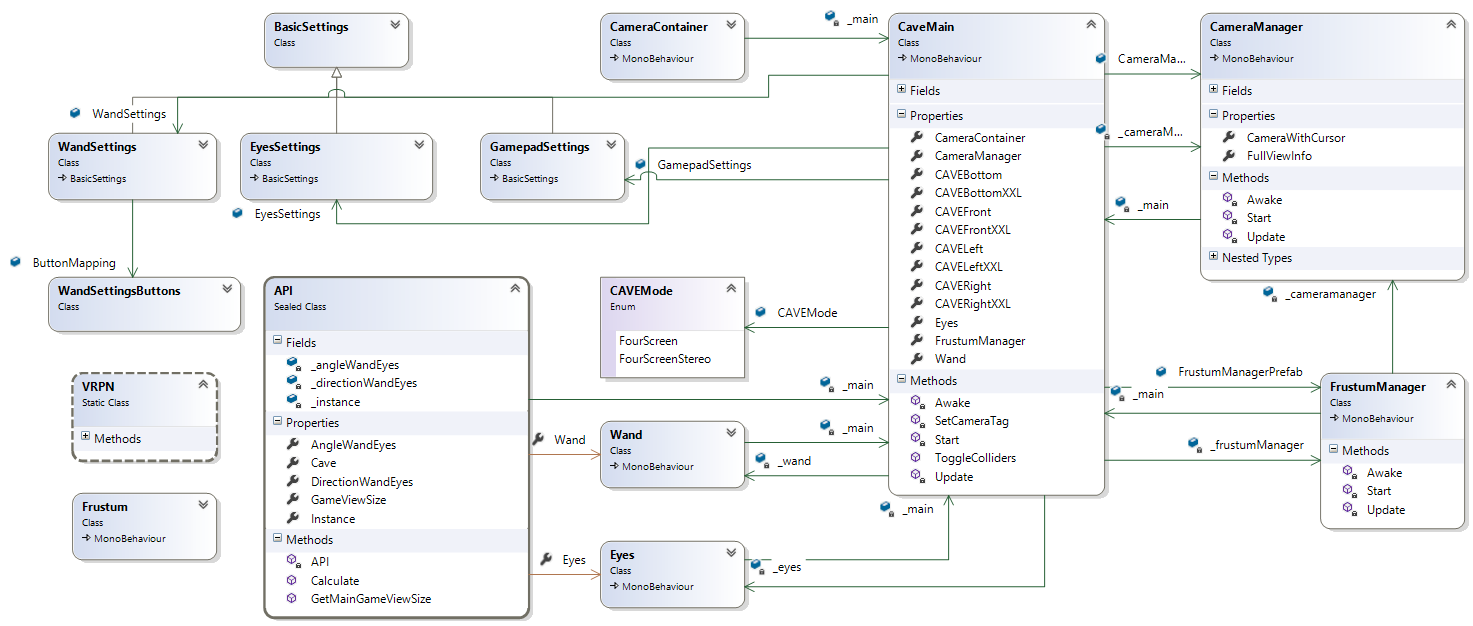 BasicSettings
Class
CameraContainer
Class
MonoBehaviour
_main
CaveMain
Class
MonoBehaviour
Fields
Properties
CameraContainer
CameraManager
CAVEBottom
CAVEBottomXXL
CAVEFront
CAVEFrontXXL
CAVELeft
CAVELeftXXL
CAVERight
CAVERightXXL
Eyes
FrustumManager
Wand
Methods
Awake
SetCameraTag
Start
ToggleColliders
Update
CameraMa...
_cameraM...
_main
CameraManager
Class
MonoBehaviour
Fields
Properties
CameraWithCursor
FullViewInfo
Methods
Awake
Start
Update
Nested Types
_cameramanager
WandSettings
WandSettings
Class
BasicSettings
EyesSettings
Class
BasicSettings
GamepadSettings
Class
BasicSettings
GamepadSettings
EyesSettings
ButtonMapping
WandSettingsButtons
Class
API
Sealed Class
Fields
_angleWandEyes
_directionWandEyes
_instance
Properties
AngleWandEyes
Cave
DirectionWandEyes
GameViewSize
Instance
Methods
API
Calculate
GetMainGameViewSize
CAVEMode
Enum
FourScreen
FourScreenStereo
CAVEMode
VRPN
Static Class
Methods
Frustum
Class
MonoBehaviour
_main
Wand
Wand
Class
MonoBehaviour
_main
_wand
_main
Eyes
Eyes
Class
MonoBehaviour
_eyes
FrustumManagerPrefab
_main
_frustumManager
FrustumManager
Class
MonoBehaviour
Methods
Awake
Start
Update